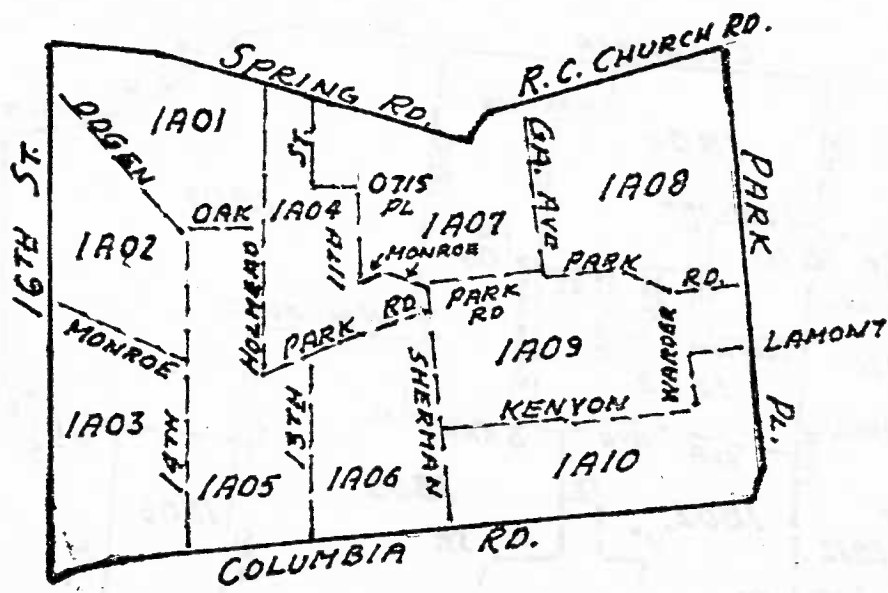 SPRING RD.
R.C. CHURCH RD.
16TH ST.
OGEN
1A01
ST.
GA. AVE
1A08
PARK PL.
OTIS PL
OAK
1A04
1A07
1A02
HOLMEAD
11TH
MONROE
PARK RD.
PARK RD
PARK RD
MONROE
1A09
WARDER
LAMONT
SHERMAN
KENYON
1A03
14TH
13TH
1A05
1A06
1A10
COLUMBIA RD.